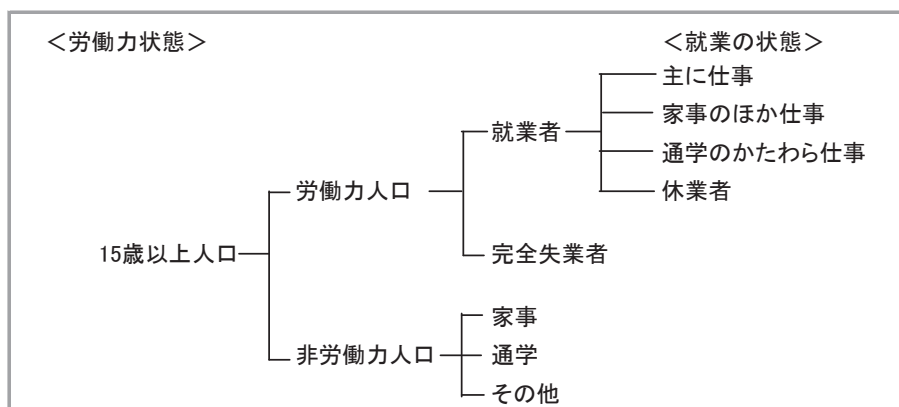 ＜労働力状態＞
＜就業の状態＞
主に仕事
家事のほか仕事
就業者
通学のかたわら仕事
労働力人口
休業者
15歳以上人口
完全失業者
家事
非労働力人口
通学
その他